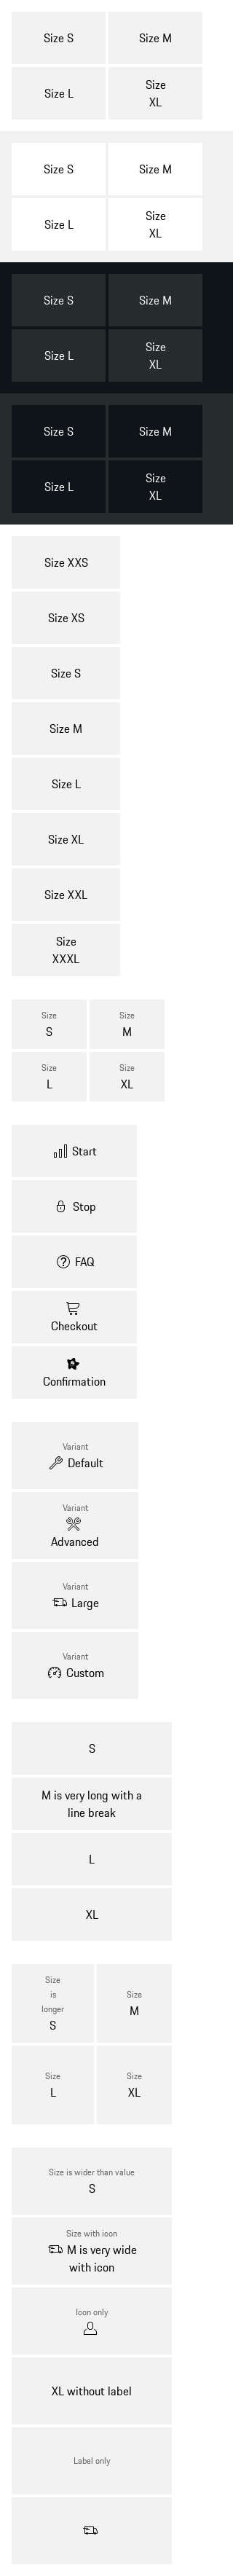 Size S
Size M
Size L
Size
XL
Size S
Size M
Size L
Size
XL
Size S
Size M
Size L
Size
XL
Size S
Size M
Size L
Size
XL
Size XXS
Size XS
Size S
Size M
Size L
Size XL
Size XXL
Size
XXXL
Size
S
Size
M
Size
L
Size
XL
Start
Stop
FAQ
Checkout
Confirmation
Variant
Default
Variant
Advanced
Variant
Large
Variant
Custom
S
M is very long with a
line break
L
XL
Size
is
longer
S
Size
M
Size
L
Size
XL
Size is wider than value
S
Size with icon
M is very wide
with icon
Icon only
XL without label
Label only